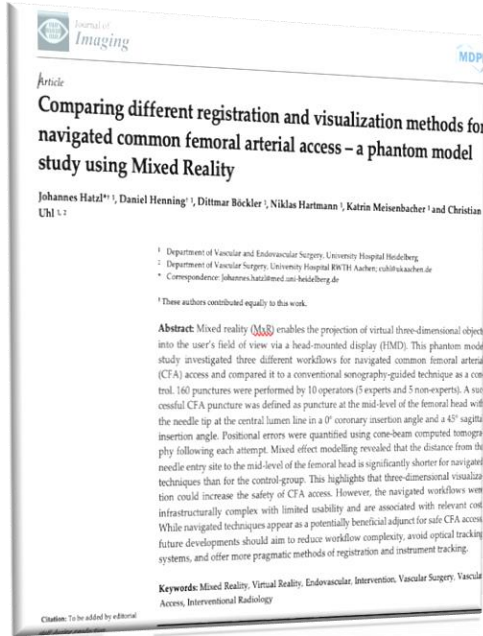 Journal of
Imaging
MDPI
Article
Comparing different registration and visualization methods for
navigated common femoral arterial access – a phantom model
study using Mixed Reality
Johannes Hatzl*† 1, Daniel Henning† 1, Dittmar Böckler 1, Niklas Hartmann 1, Katrin Meisenbacher 1 and Christian
Uhl 1, 2
1 Department of Vascular and Endovascular Surgery, University Hospital Heidelberg
2 Department of Vascular Surgery, University Hospital RWTH Aachen; cuhl@ukaachen.de
* Correspondence: Johannes.hatzl@med.uni-heidelberg.de
† These authors contributed equally to this work.
Abstract: Mixed reality (MxR) enables the projection of virtual three-dimensional object
into the user's field of view via a head-mounted display (HMD). This phantom mode
study investigated three different workflows for navigated common femoral arteria
(CFA) access and compared it to a conventional sonography-guided technique as a con
trol. 160 punctures were performed by 10 operators (5 experts and 5 non-experts). A suc
cessful CFA puncture was defined as puncture at the mid-level of the femoral head wit
the needle tip at the central lumen line in a 0° coronary insertion angle and a 45° sagitta
insertion angle. Positional errors were quantified using cone-beam computed tomogra
phy following each attempt. Mixed effect modelling revealed that the distance from the
needle entry site to the mid-level of the femoral head is significantly shorter for navigated
techniques than for the control-group. This highlights that three-dimensional visualiza
tion could increase the safety of CFA access. However, the navigated workflows were
infrastructurally complex with limited usability and are associated with relevant cost
While navigated techniques appear as a potentially beneficial adjunct for safe CFA access
future developments should aim to reduce workflow complexity, avoid optical tracking
systems, and offer more pragmatic methods of registration and instrument tracking.
Keywords: Mixed Reality, Virtual Reality, Endovascular, Intervention, Vascular Surgery, Vascula
Access, Interventional Radiology
Citation: To be added by editorial